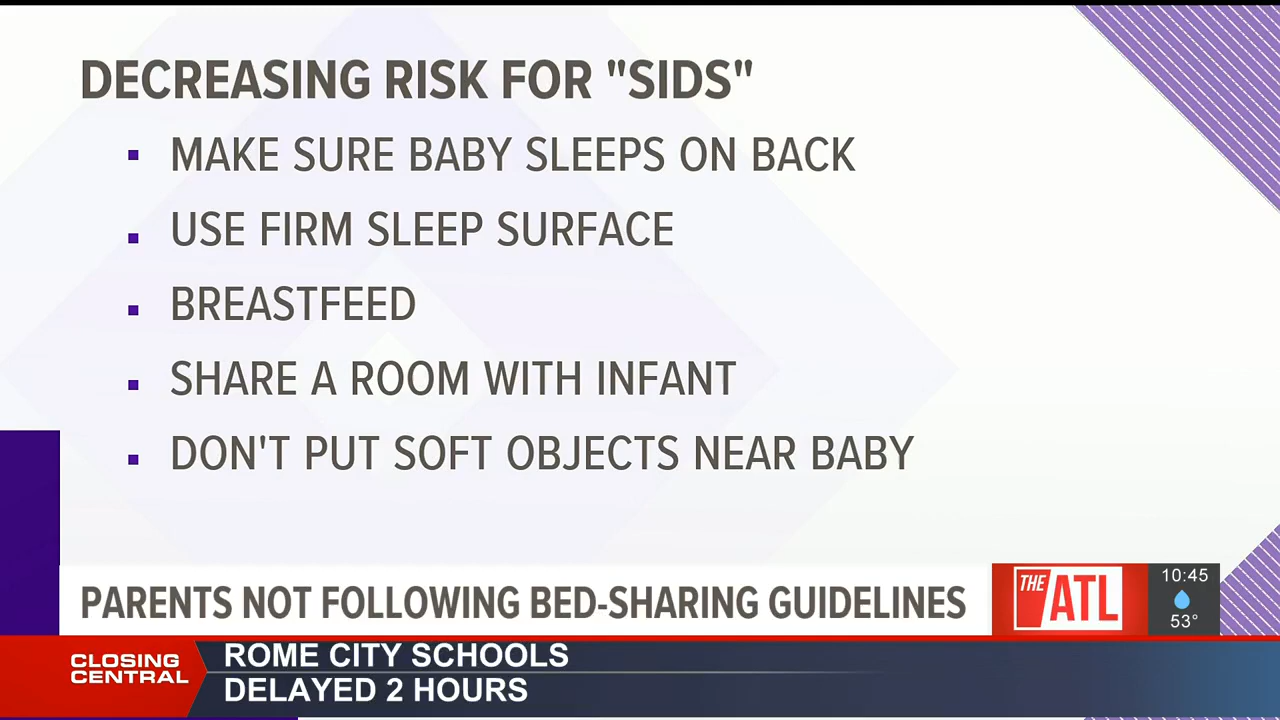 DECREASING RISK FOR "SIDS"
MAKE SURE BABY SLEEPS ON BACK
USE FIRM SLEEP SURFACE
BREASTFEED
SHARE A ROOM WITH INFANT
DON'T PUT SOFT OBJECTS NEAR BABY
PARENTS NOT FOLLOWING BED-SHARING GUIDELINES
THE ATL
10:45
53°
CLOSING
CENTRAL
ROME CITY SCHOOLS
DELAYED 2 HOURS